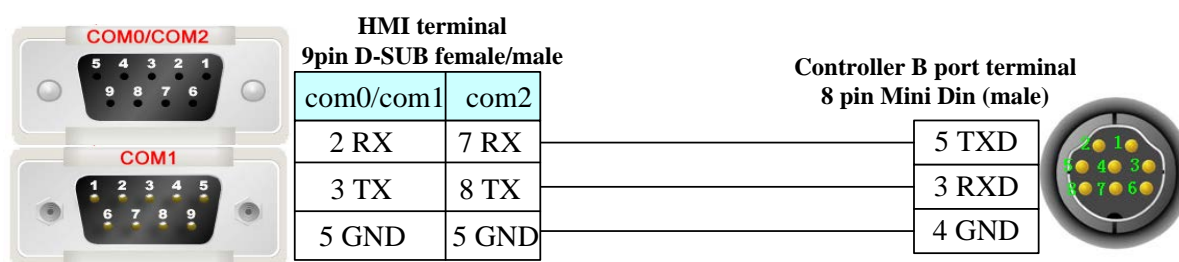 COM0/COM2
5 4 3 2 1
9 8 7 6
COM1
1 2 3 4 5
6 7 8 9
HMI terminal
9pin D-SUB female/male
com0/com1 com2
2 RX 7 RX
3 TX 8 TX
5 GND 5 GND
Controller B port terminal
8 pin Mini Din (male)
5 TXD
3 RXD
4 GND
2 1
5 4 3
8 7 6